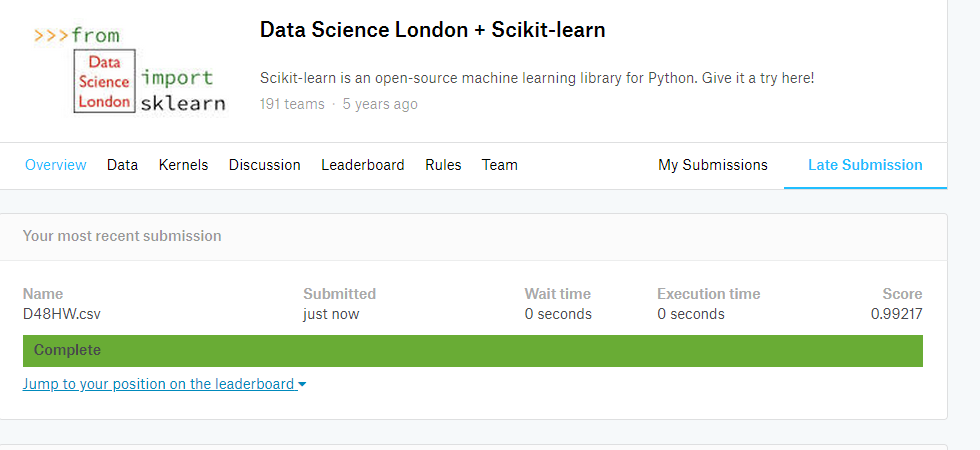 >>>from
Data
Science
London
import
sklearn
Data Science London + Scikit-learn
Scikit-learn is an open-source machine learning library for Python. Give it a try here!
191 teams · 5 years ago
Overview Data Kernels Discussion Leaderboard Rules Team My Submissions Late Submission
Your most recent submission
Name Submitted Wait time Execution time Score
D48HW.csv just now 0 seconds 0 seconds 0.99217
Complete
Jump to your position on the leaderboard